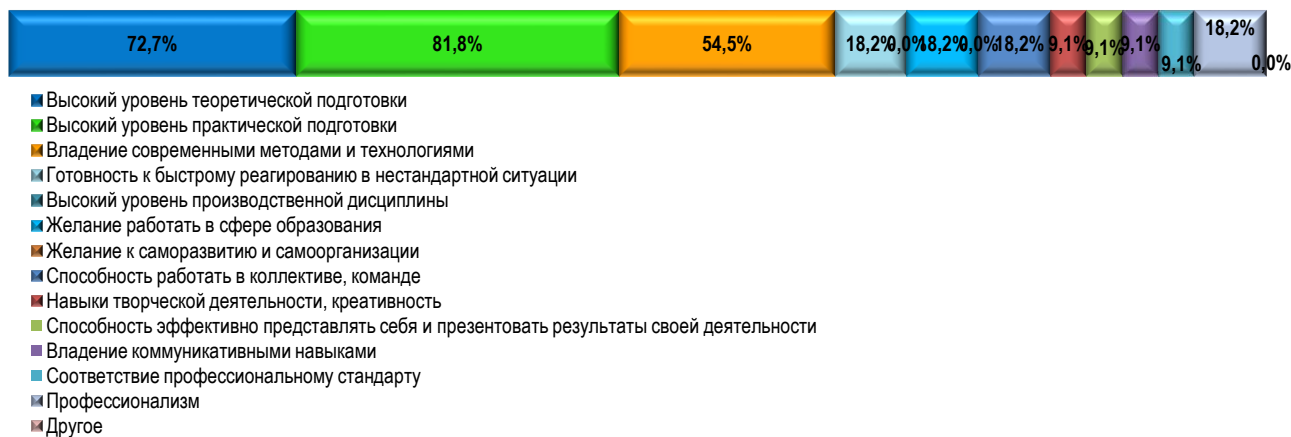 72,7% 81,8% 54,5% 18,2% 0,0% 18,2% 0,0% 18,2% 9,1% 9,1% 9,1% 9,1% 18,2% 0,0%
Высокий уровень теоретической подготовки
Высокий уровень практической подготовки
Владение современными методами и технологиями
Готовность к быстрому реагированию в нестандартной ситуации
Высокий уровень производственной дисциплины
Желание работать в сфере образования
Желание к саморазвитию и самоорганизации
Способность работать в коллективе, команде
Навыки творческой деятельности, креативность
Способность эффективно представлять себя и презентовать результаты своей деятельности
Владение коммуникативными навыками
Соответствие профессиональному стандарту
Профессионализм
Другое